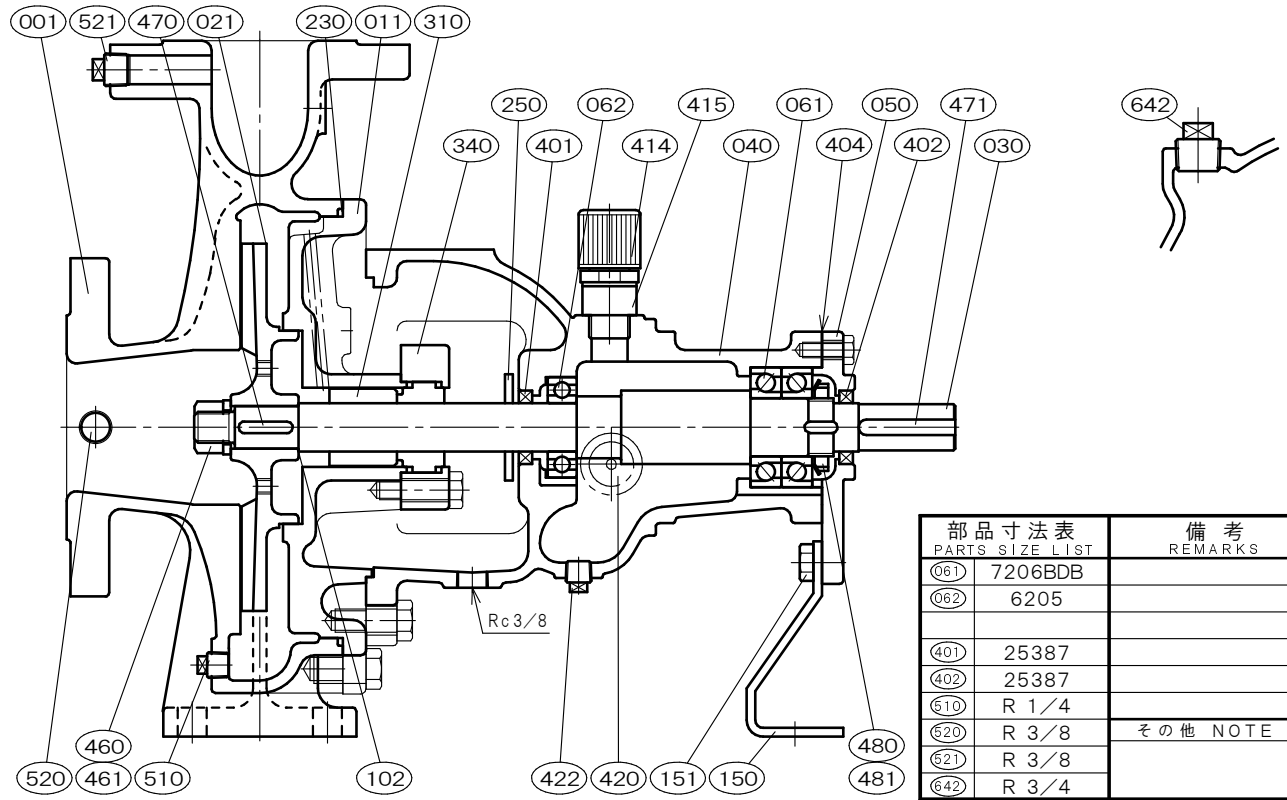 001 521 470 021 230 011 310
250 062 415 061 050 471 642
340 401 414 040 404 402 030
Rc 3/8
520 460 510 102 422 420 151 150 480
461 481
部品寸法表 備考
PARTS SIZE LIST REMARKS
061 7206BDB
062 6205
401 25387
402 25387
510 R 1/4
520 R 3/8 その他 NOTE
521 R 3/8
642 R 3/4